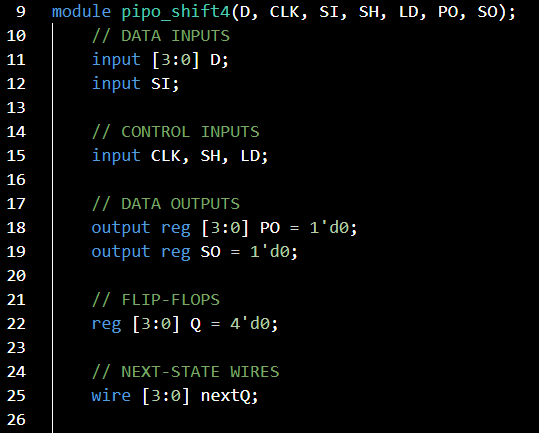 9 module pipo_shift4(D, CLK, SI, SH, LD, PO, SO);
10 // DATA INPUTS
11 input [3:0] D;
12 input SI;
13
14 // CONTROL INPUTS
15 input CLK, SH, LD;
16
17 // DATA OUTPUTS
18 output reg [3:0] PO = 1'd0;
19 output reg SO = 1'd0;
20
21 // FLIP-FLOPS
22 reg [3:0] Q = 4'd0;
23
24 // NEXT-STATE WIRES
25 wire [3:0] nextQ;
26